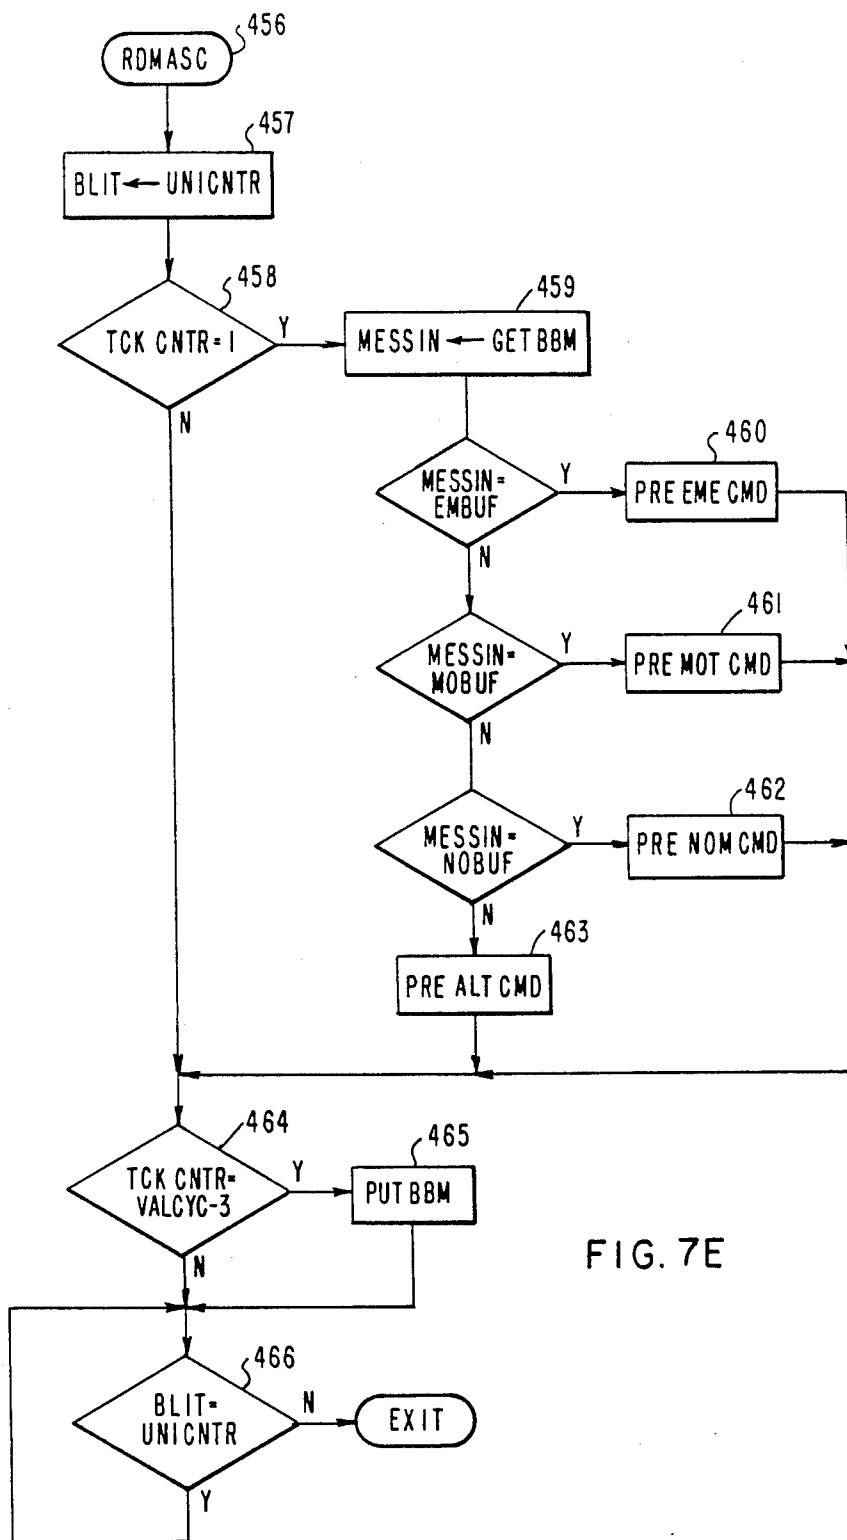 456
RDMASC
457
BLIT ← UNICNTR
458
TCK CNTR = 1
Y
N
459
MESSIN ← GETBBM
MESSIN =
EMBUF
Y
N
460
PRE EME CMD
MESSIN =
MOBUF
Y
N
461
PRE MOT CMD
MESSIN =
NOBUF
Y
N
462
PRE NOM CMD
463
PRE ALT CMD
464
TCK CNTR =
VALCYC-3
Y
N
465
PUT BBM
FIG. 7E
466
BLIT =
UNICNTR
N
Y
EXIT